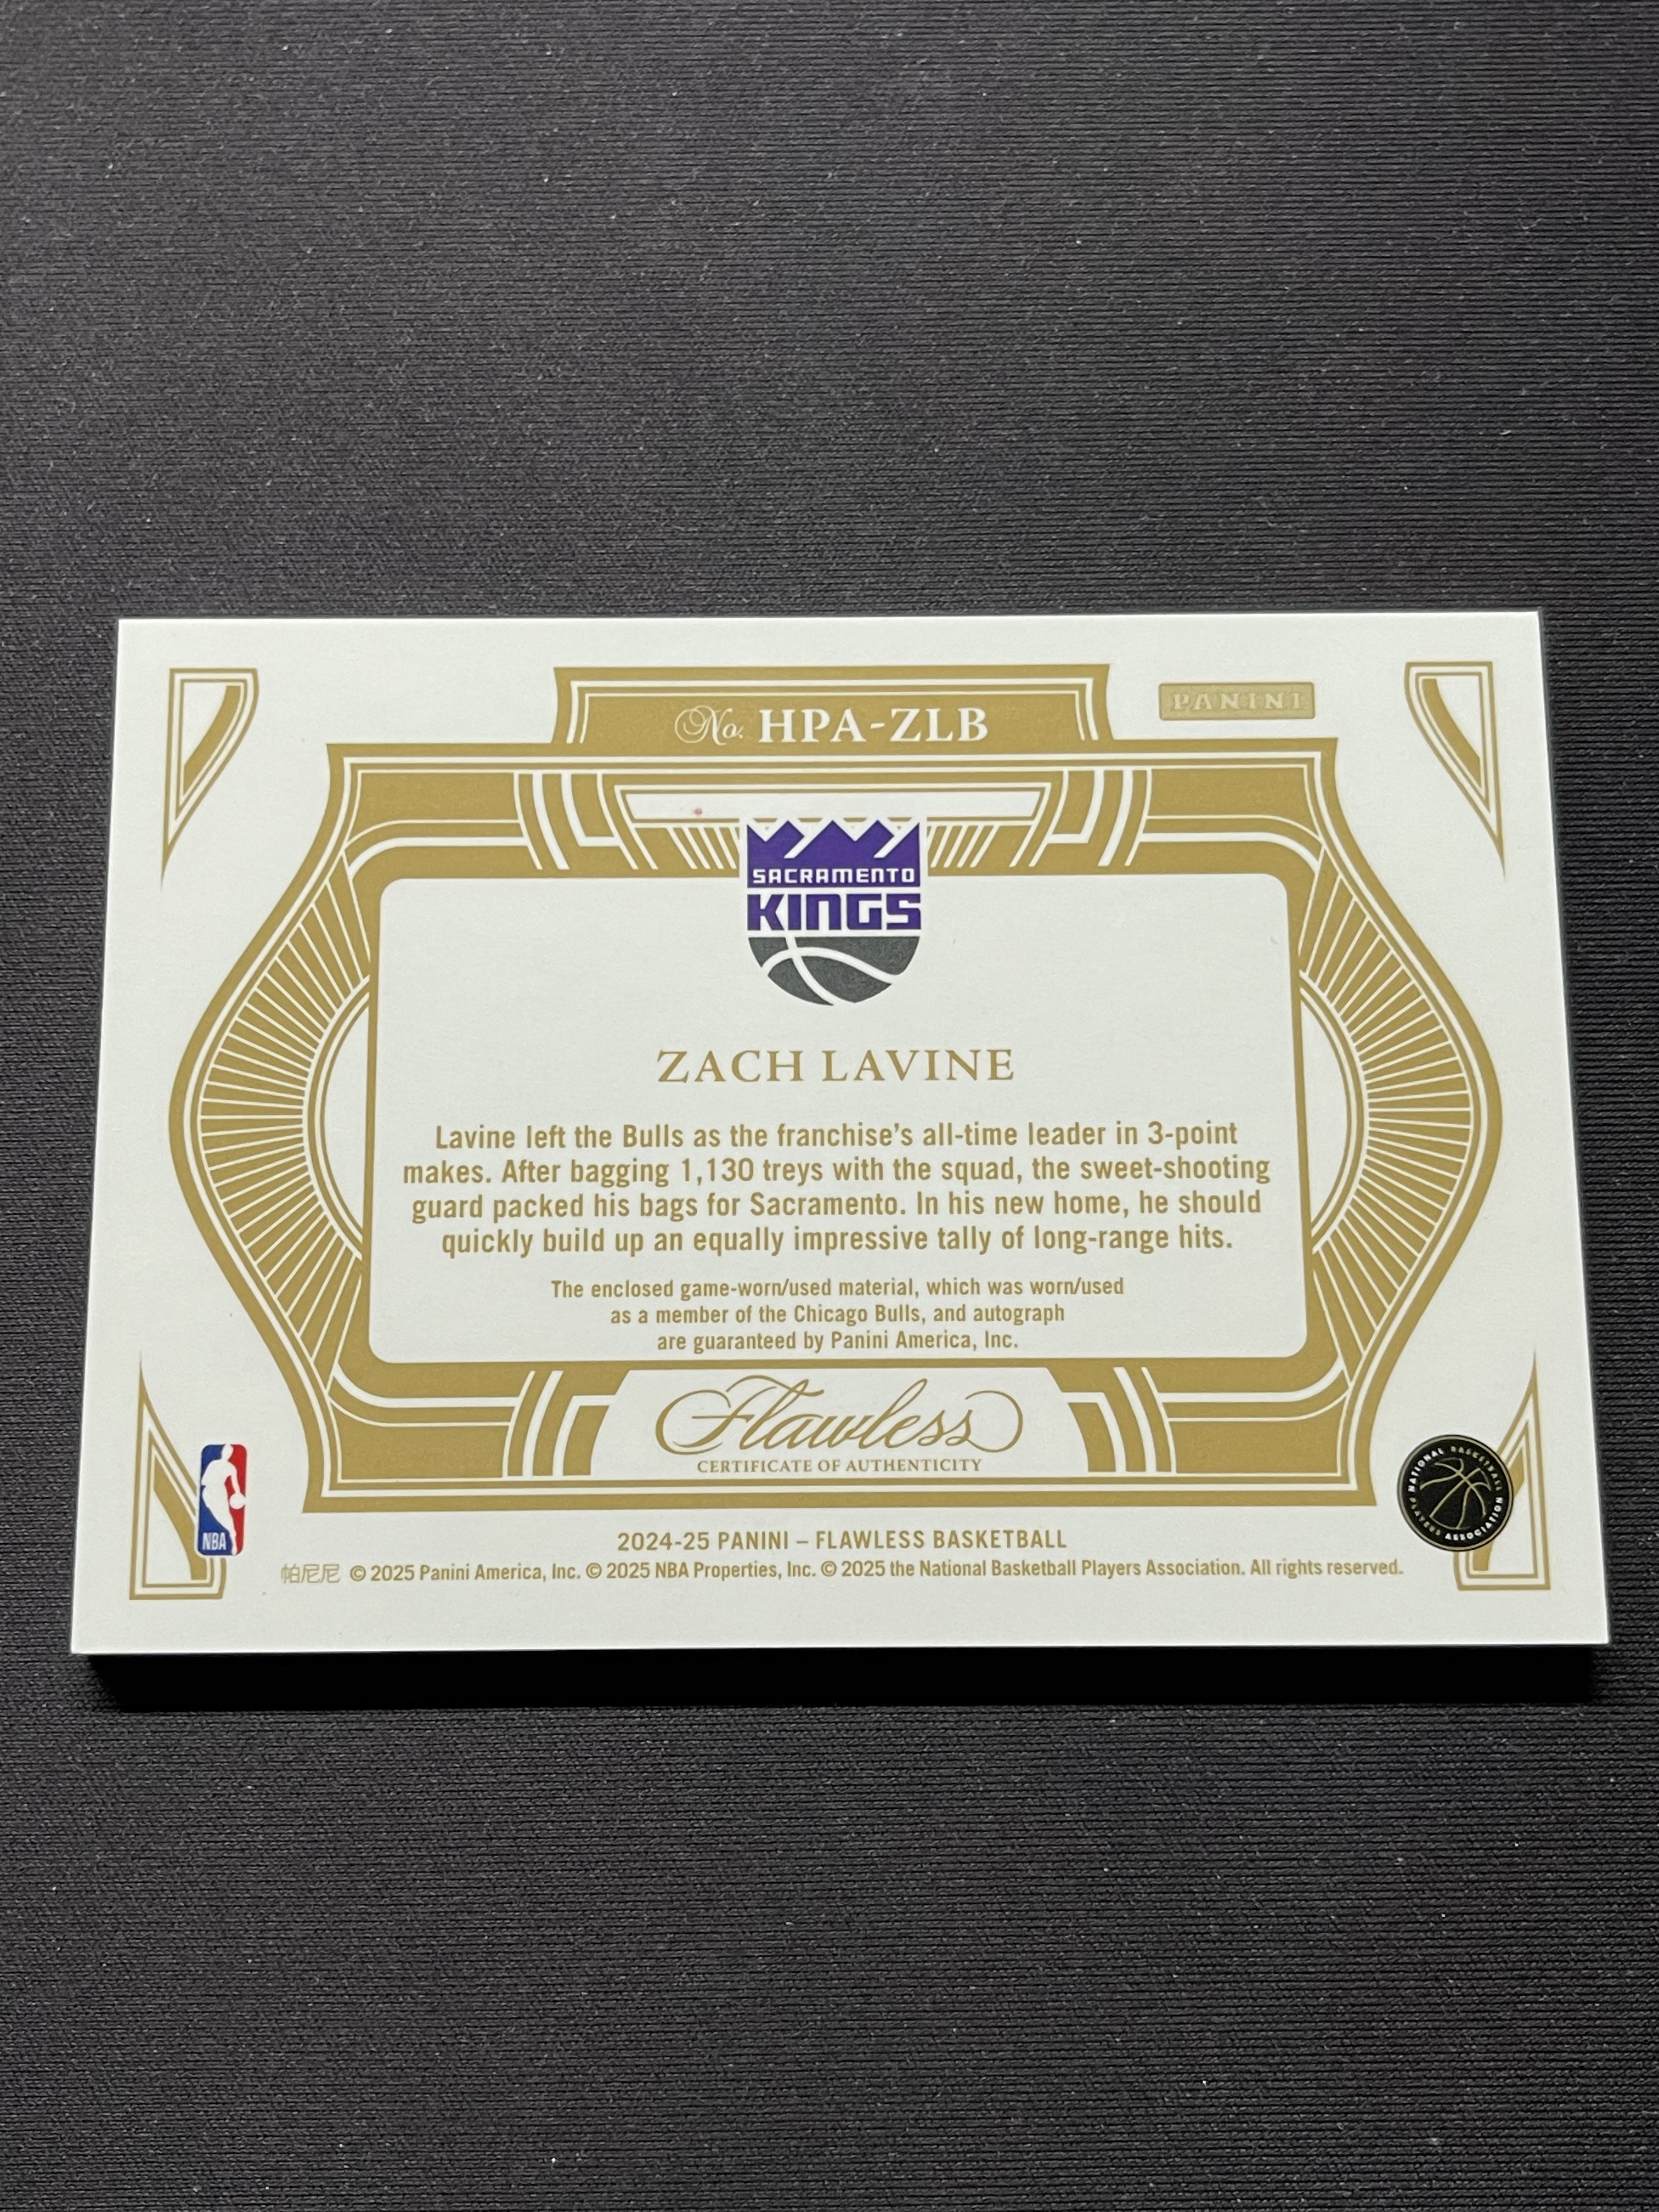 No. HPA-ZLB
PANINI
SACRAMENTO
KINGS
ZACH LAVINE
Lavine left the Bulls as the franchise's all-time leader in 3-point
makes. After bagging 1,130 treys with the squad, the sweet-shooting
guard packed his bags for Sacramento. In his new home, he should
quickly build up an equally impressive tally of long-range hits.
The enclosed game-worn/used material, which was worn/used
as a member of the Chicago Bulls, and autograph
are guaranteed by Panini America, Inc.
Flawless
CERTIFICATE OF AUTHENTICITY
NBA
NATIONAL BASKETBALL PLAYERS ASSOCIATION
2024-25 PANINI – FLAWLESS BASKETBALL
帕尼尼 © 2025 Panini America, Inc. © 2025 NBA Properties, Inc. © 2025 the National Basketball Players Association. All rights reserved.